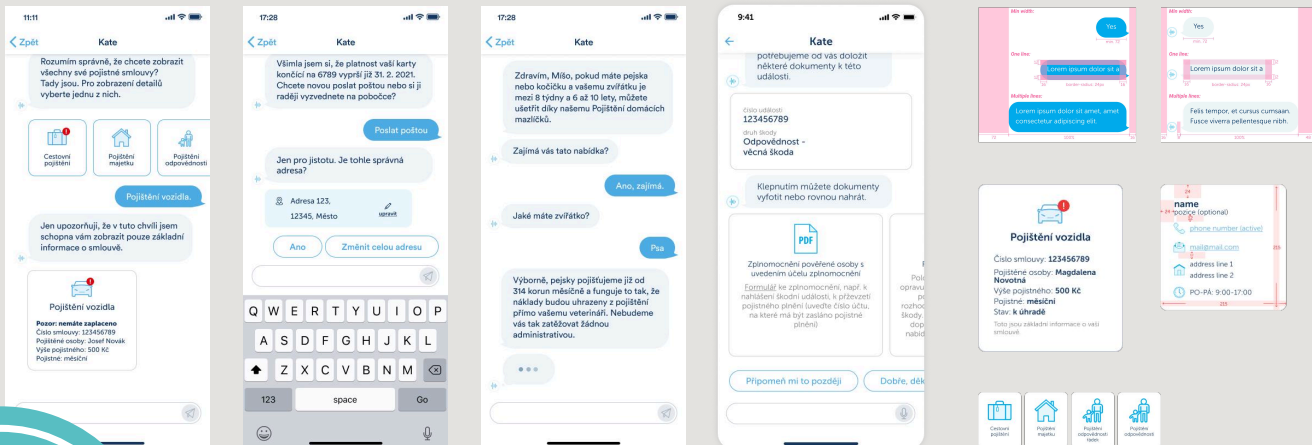 11:11
Zpět
Kate
Rozumím správně, že chcete zobrazit
všechny své pojistné smlouvy?
Tady jsou. Pro zobrazení detailů
vyberte jednu z nich.
Cestovní
pojištění
Pojištění
majetku
Pojištění
odpovědnosti
Pojištění vozidla.
Jen upozorňuji, že v tuto chvíli jsem
schopna vám zobrazit pouze základní
informace o smlouvě.
Pojištění vozidla
Pozor: nemáte zaplaceno
Číslo smlouvy: 123456789
Pojištěné osoby: Josef Novák
Výše pojistného: 500 Kč
Pojistné: měsíční
17:28
Zpět
Kate
Všimla jsem si, že platnost vaší karty
končící na 6789 vyprší již 31. 2. 2021.
Chcete novou poslat poštou nebo si ji
raději vyzvednete na pobočce?
Poslat poštou
Jen pro jistotu. Je tohle správná
adresa?
Adresa 123,
12345, Město
upravit
Ano
Změnit celou adresu
Q W E R T Y U I O P
A S D F G H J K L
Z X C V B N M
123
space
Go
17:28
Zpět
Kate
Zdravím, Míšo, pokud máte pejska
nebo kočičku a vašemu zvířátku je
mezi 8 týdny a 6 až 10 lety, můžete
ušetřit díky našemu Pojištění domácích
mazlíčků.
Zajímá vás tato nabídka?
Ano, zajímá.
Jaké máte zvířátko?
Psa
Výborně, pejsky pojišťujeme již od
314 korun měsíčně a funguje to tak, že
náklady budou uhrazeny z pojištění
přímo vašemu veterináři. Nebudeme
vás tak zatěžovat žádnou
administrativou.
9:41
Kate
potřebujeme od vás doložit
některé dokumenty k této
události.
číslo události
123456789
druh škody
Odpovědnost -
věcná škoda
Klepnutím můžete dokumenty
vyfotit nebo rovnou nahrát.
PDF
Zplnomocnění pověřené osoby s
uvedením účelu zplnomocnění
Formulář ke zplnomocnění, např. k
nahlášení škodní události, k převzetí
pojistného plnění (uveďte číslo účtu,
na které má být zasláno pojistné
plnění)
Připomeň mi to později
Dobře, děk
Min width:
Yes
One line:
Lorem ipsum dolor sit a
Multiple lines:
Lorem ipsum dolor sit amet, amet
consectetur adipiscing elit.
Min width:
Yes
One line:
Lorem ipsum dolor sit a
Multiple lines:
Felis tempor, et cursus cumsaan.
Fusce viverra pellentesque nibh.
Pojištění vozidla
Číslo smlouvy: 123456789
Pojištěné osoby: Magdalena
Novotná
Výše pojistného: 500 Kč
Pojistné: měsíční
Stav: k úhradě
Toto jsou základní informace o vaší
smlouvě.
24
name
pozice (optional)
phone number (active)
mail@mail.com
address line 1
address line 2
PO-PÁ: 9:00-17:00
215
Cestovní
pojištění
Pojištění
majetku
Pojištění
odpovědnosti
řádek
Pojištění
odpovědnosti